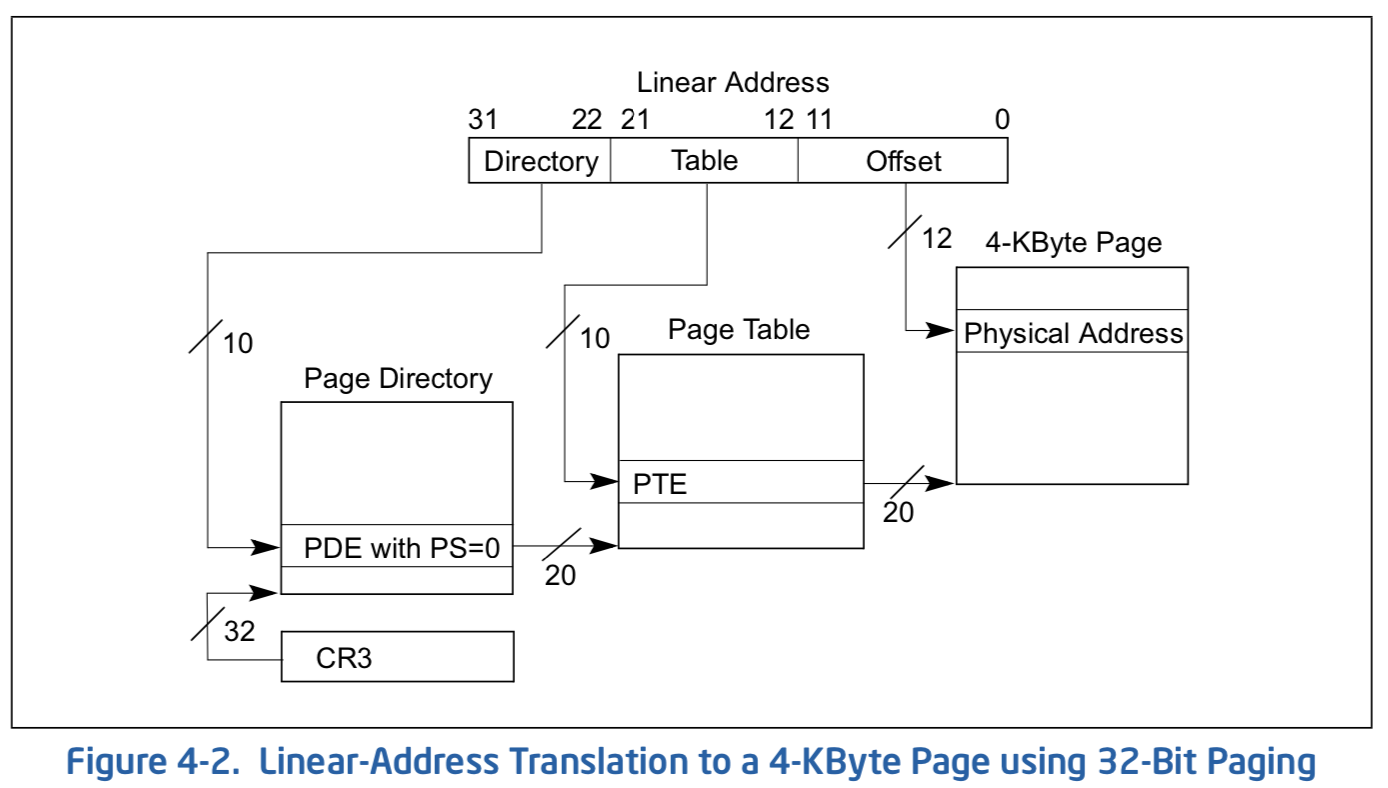 Linear Address
31 22 21 12 11 0
Directory Table Offset
12
4-KByte Page
10
10
Page Table
Physical Address
Page Directory
PTE
20
PDE with PS=0
20
32
CR3
Figure 4-2. Linear-Address Translation to a 4-KByte Page using 32-Bit Paging